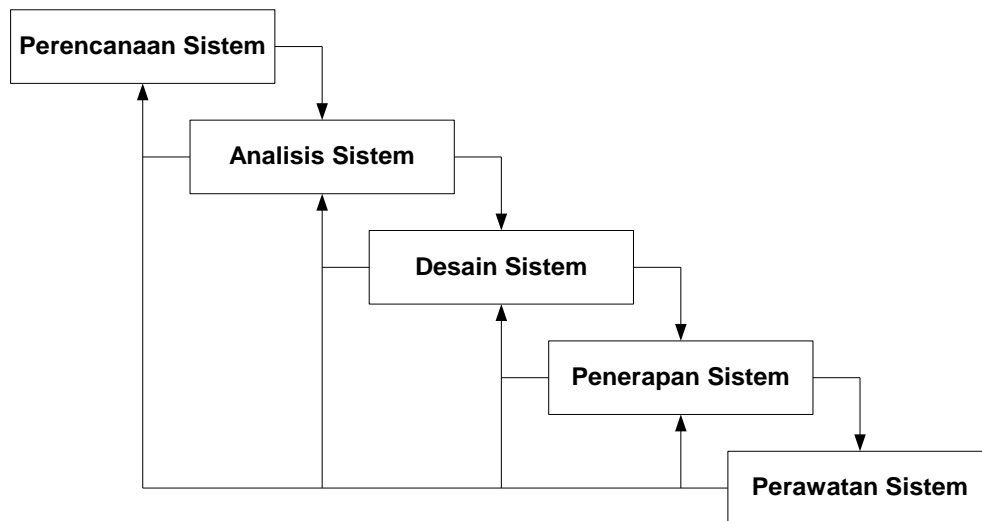 Perencanaan Sistem
Analisis Sistem
Desain Sistem
Penerapan Sistem
Perawatan Sistem